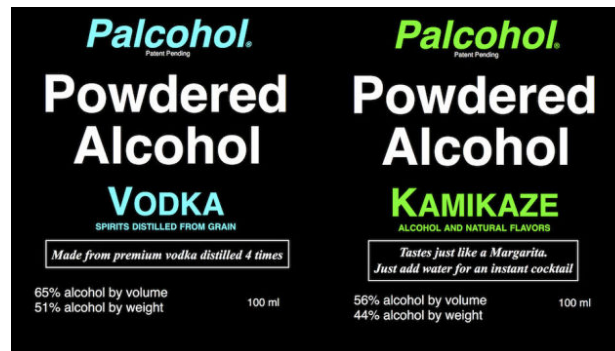 Palcohol®
Patent Pending
Powdered
Alcohol
VODKA
SPIRITS DISTILLED FROM GRAIN
Made from premium vodka distilled 4 times
65% alcohol by volume
51% alcohol by weight
100 ml
Palcohol®
Patent Pending
Powdered
Alcohol
KAMIKAZE
ALCOHOL AND NATURAL FLAVORS
Tastes just like a Margarita.
Just add water for an instant cocktail
56% alcohol by volume
44% alcohol by weight
100 ml